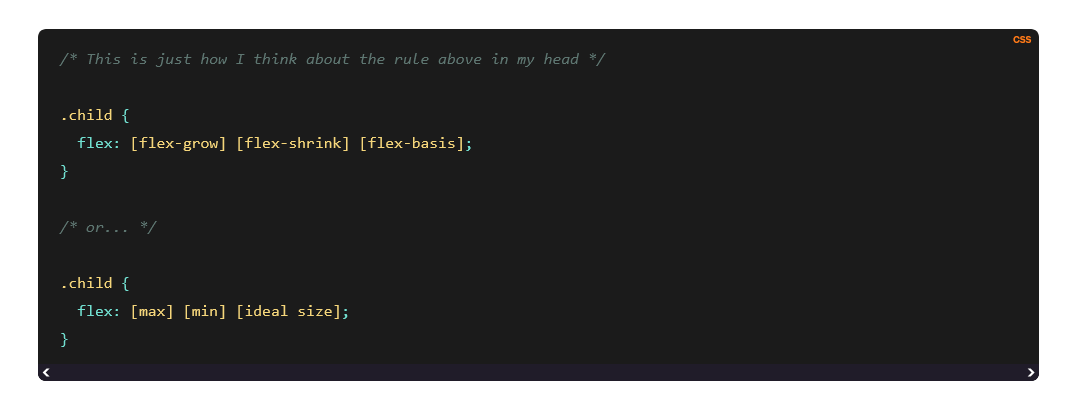 CSS
/* This is just how I think about the rule above in my head */
.child {
  flex: [flex-grow] [flex-shrink] [flex-basis];
}
/* or... */
.child {
  flex: [max] [min] [ideal size];
}